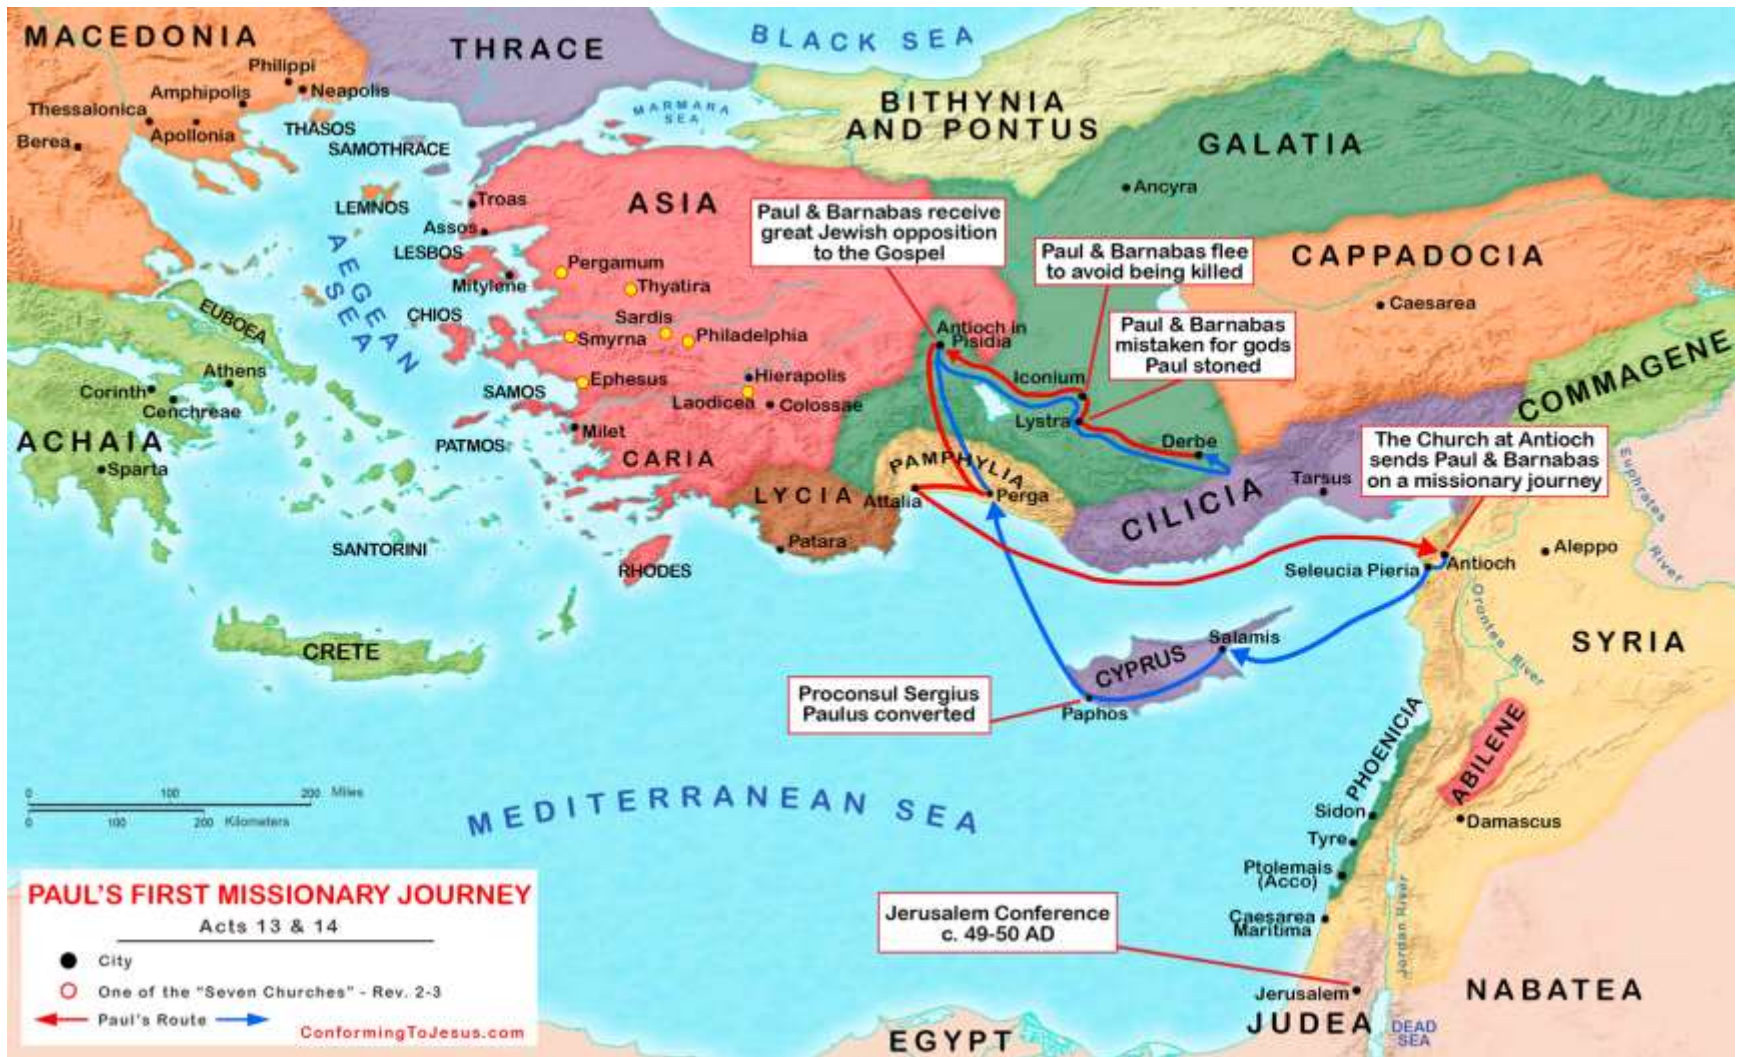 MACEDONIA
THRACE
BLACK SEA
Philippi
Neapolis
Amphipolis
Thessalonica
Apollonia
Berea
THASOS
SAMOTHRACE
MARMARA
SEA
BITHYNIA
AND PONTUS
GALATIA
Ancyra
LEMNOS
Troas
ASIA
Assos
LESBOS
Mitylene
AEGEAN
SEA
Pergamum
Thyatira
Sardis
Smyrna
Philadelphia
CHIOS
EUBOEA
Athens
Corinth
Cenchreae
ACHAIA
Sparta
Ephesus
SAMOS
Hierapolis
Laodicea
Colossae
PATMOS
Milet
CARIA
Paul & Barnabas receive
great Jewish opposition
to the Gospel
Paul & Barnabas flee
to avoid being killed
Paul & Barnabas
mistaken for gods
Paul stoned
CAPPADOCIA
Caesarea
COMMAGENE
Antioch in
Pisidia
Iconium
Lystra
Derbe
The Church at Antioch
sends Paul & Barnabas
on a missionary journey
Euphrates
River
PAMPHYLIA
LYCIA
Attalia
Perga
Patara
CILICIA
Tarsus
SANTORINI
RHODES
Seleucia Pieria
Antioch
Aleppo
Orontes River
SYRIA
CRETE
Salamis
CYPRUS
Paphos
Proconsul Sergius
Paulus converted
PHOENICIA
ABILENE
Sidon
Damascus
Tyre
Ptolemais
(Acco)
Caesarea
Maritima
Jordan River
MEDITERRANEAN SEA
0 100 200 Miles
0 100 200 Kilometers
Jerusalem Conference
c. 49-50 AD
Jerusalem
JUDEA
DEAD
SEA
NABATEA
EGYPT
PAUL'S FIRST MISSIONARY JOURNEY
Acts 13 & 14
City
One of the "Seven Churches" - Rev. 2-3
Paul's Route
ConformingToJesus.com